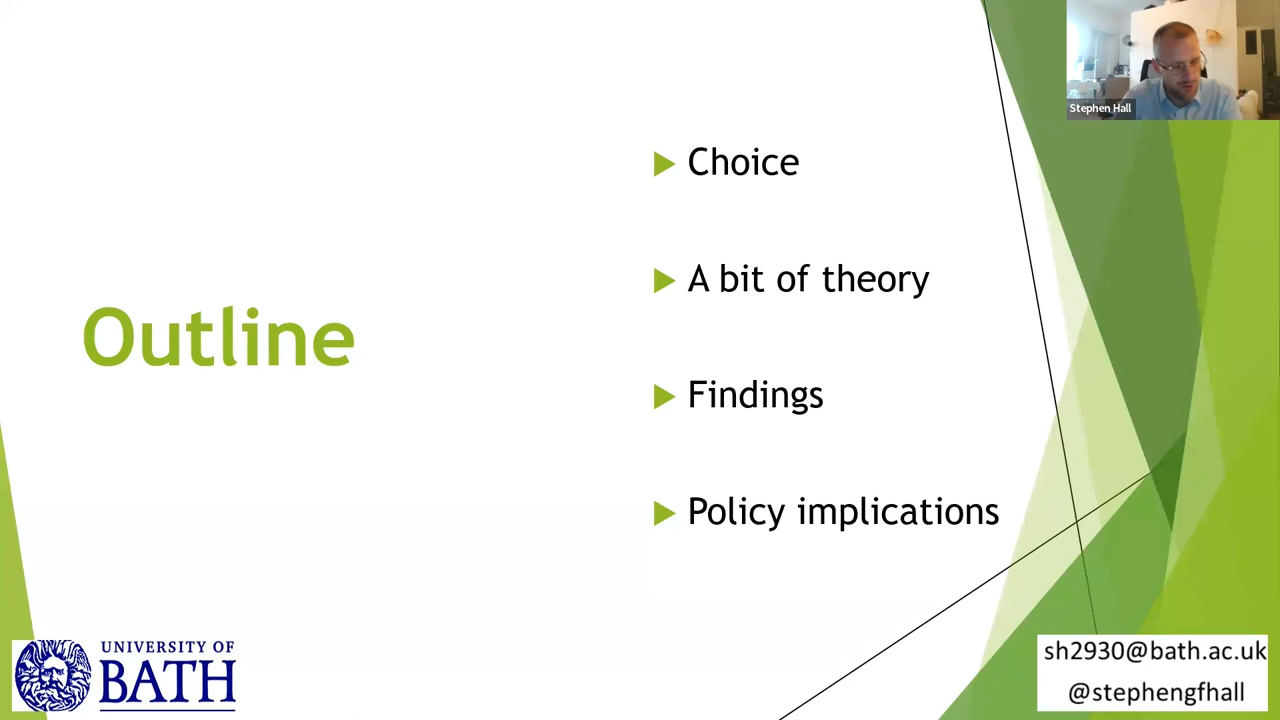 Stephen Hall
Outline
Choice
A bit of theory
Findings
Policy implications
UNIVERSITY OF
BATH
sh2930@bath.ac.uk
@stephengfhall